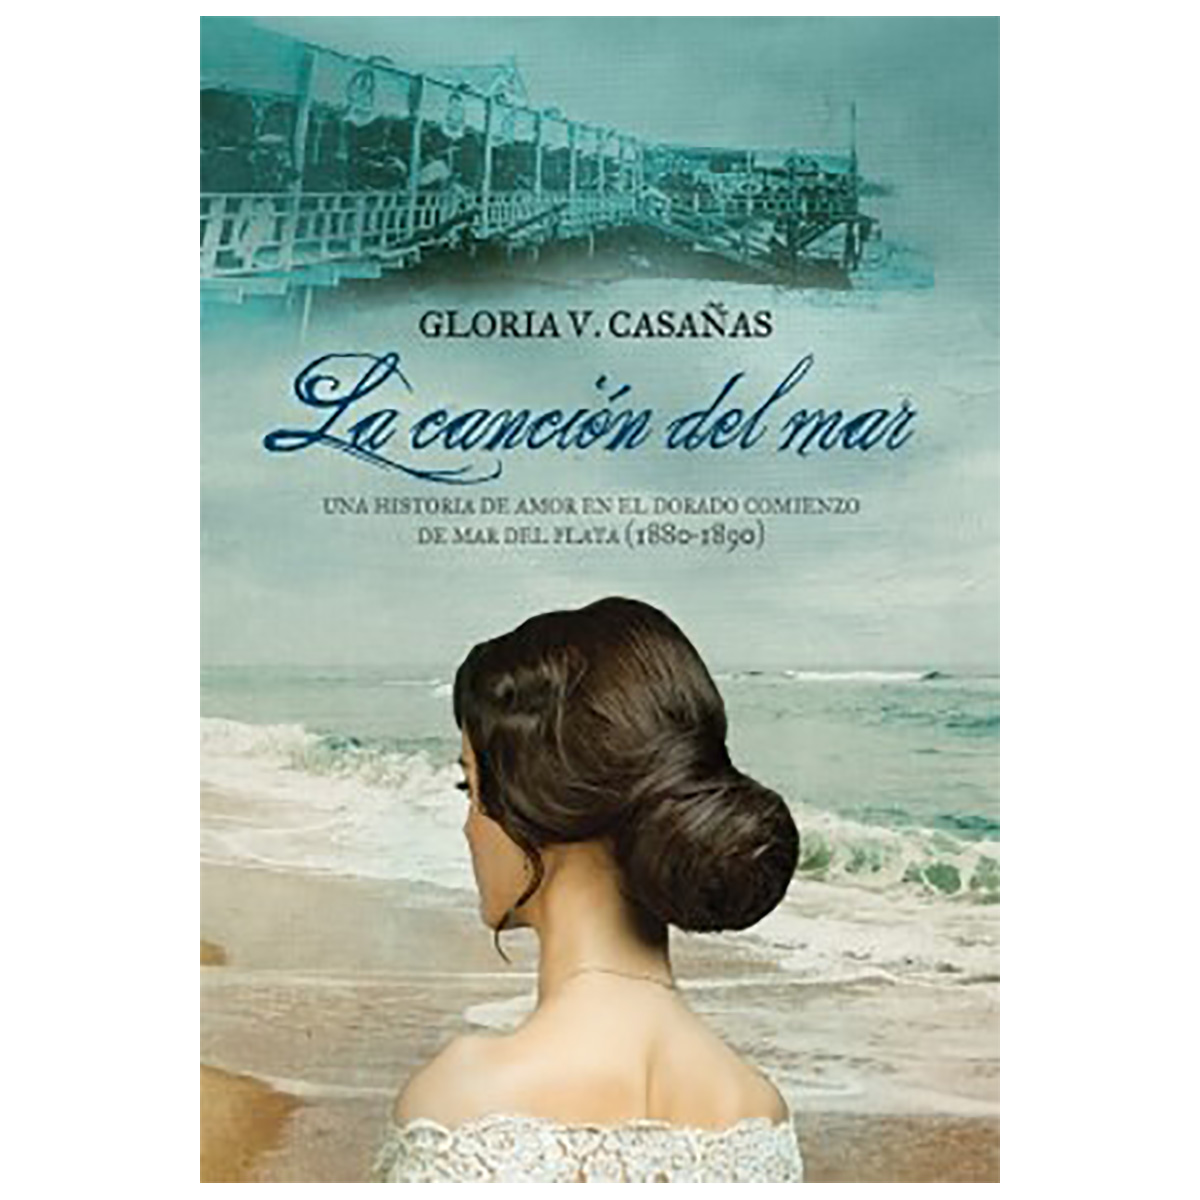 GLORIA V. CASAÑAS
La canción del mar
UNA HISTORIA DE AMOR EN EL DORADO COMIENZO
DE MAR DEL PLATA (1880-1890)